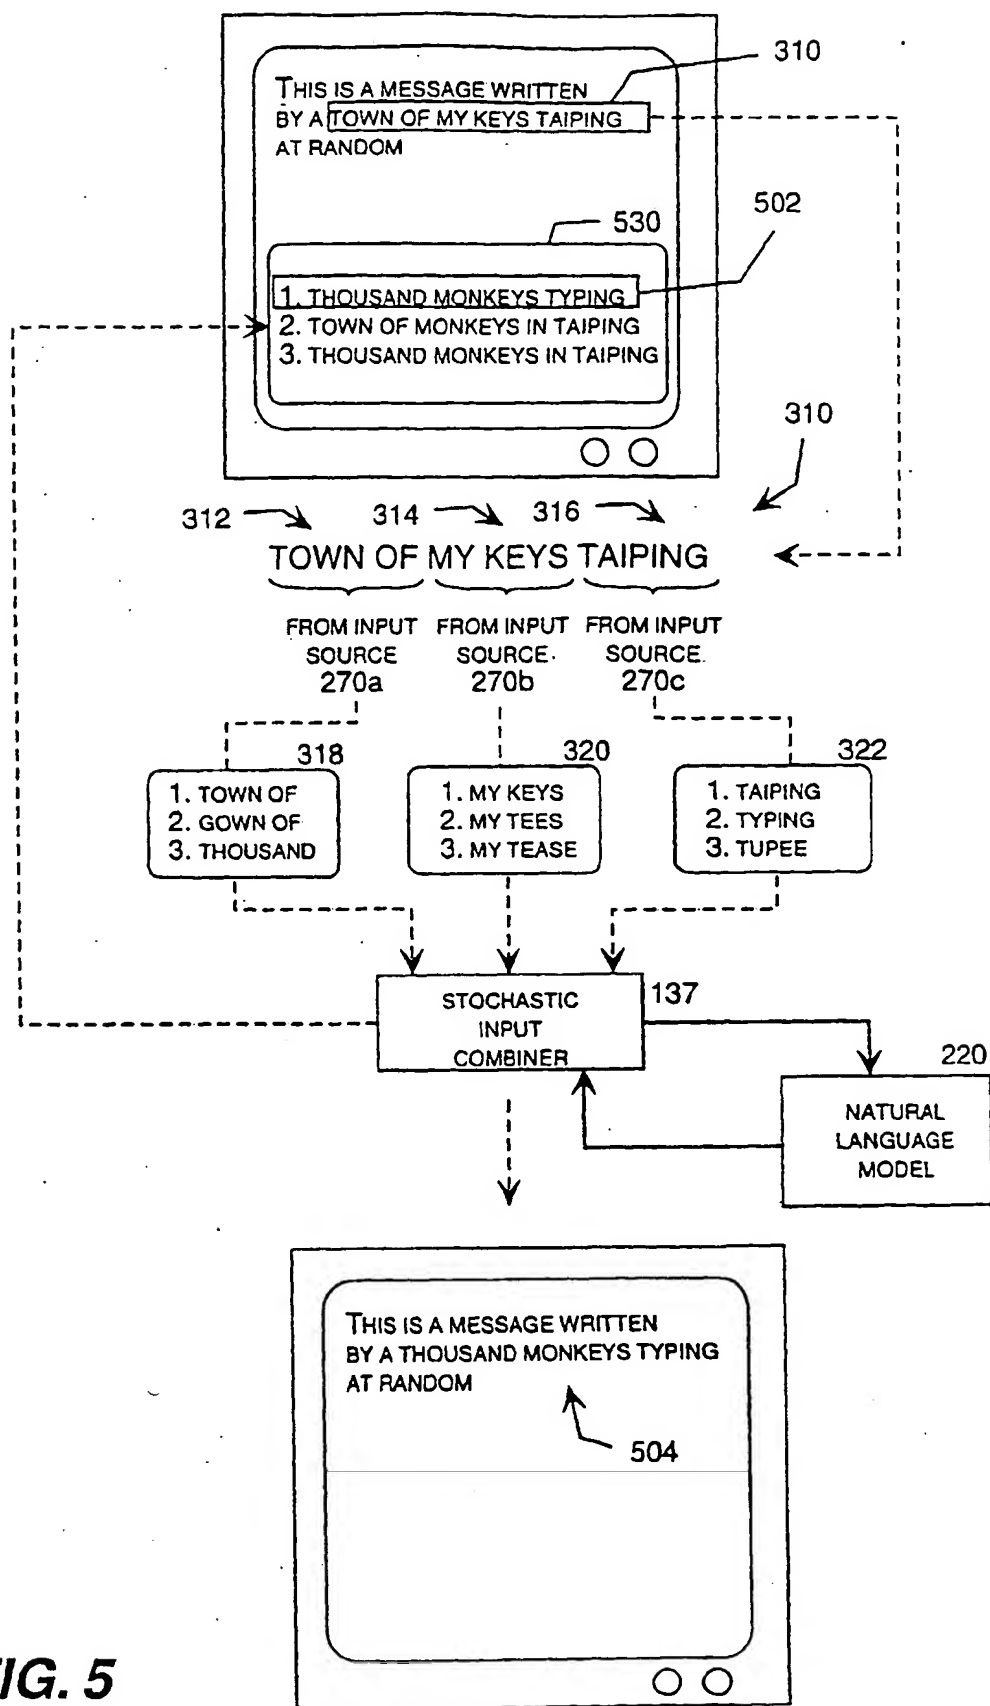 310
THIS IS A MESSAGE WRITTEN
BY A TOWN OF MY KEYS TAIPING
AT RANDOM
502
530
1. THOUSAND MONKEYS TYPING
2. TOWN OF MONKEYS IN TAIPING
3. THOUSAND MONKEYS IN TAIPING
310
312 314 316
TOWN OF MY KEYS TAIPING
FROM INPUT SOURCE 270a
FROM INPUT SOURCE. 270b
FROM INPUT SOURCE. 270c
318
1. TOWN OF
2. GOWN OF
3. THOUSAND
320
1. MY KEYS
2. MY TEES
3. MY TEASE
322
1. TAIPING
2. TYPING
3. TUPEE
STOCHASTIC
INPUT
COMBINER
137
220
NATURAL
LANGUAGE
MODEL
THIS IS A MESSAGE WRITTEN
BY A THOUSAND MONKEYS TYPING
AT RANDOM
504
IG. 5